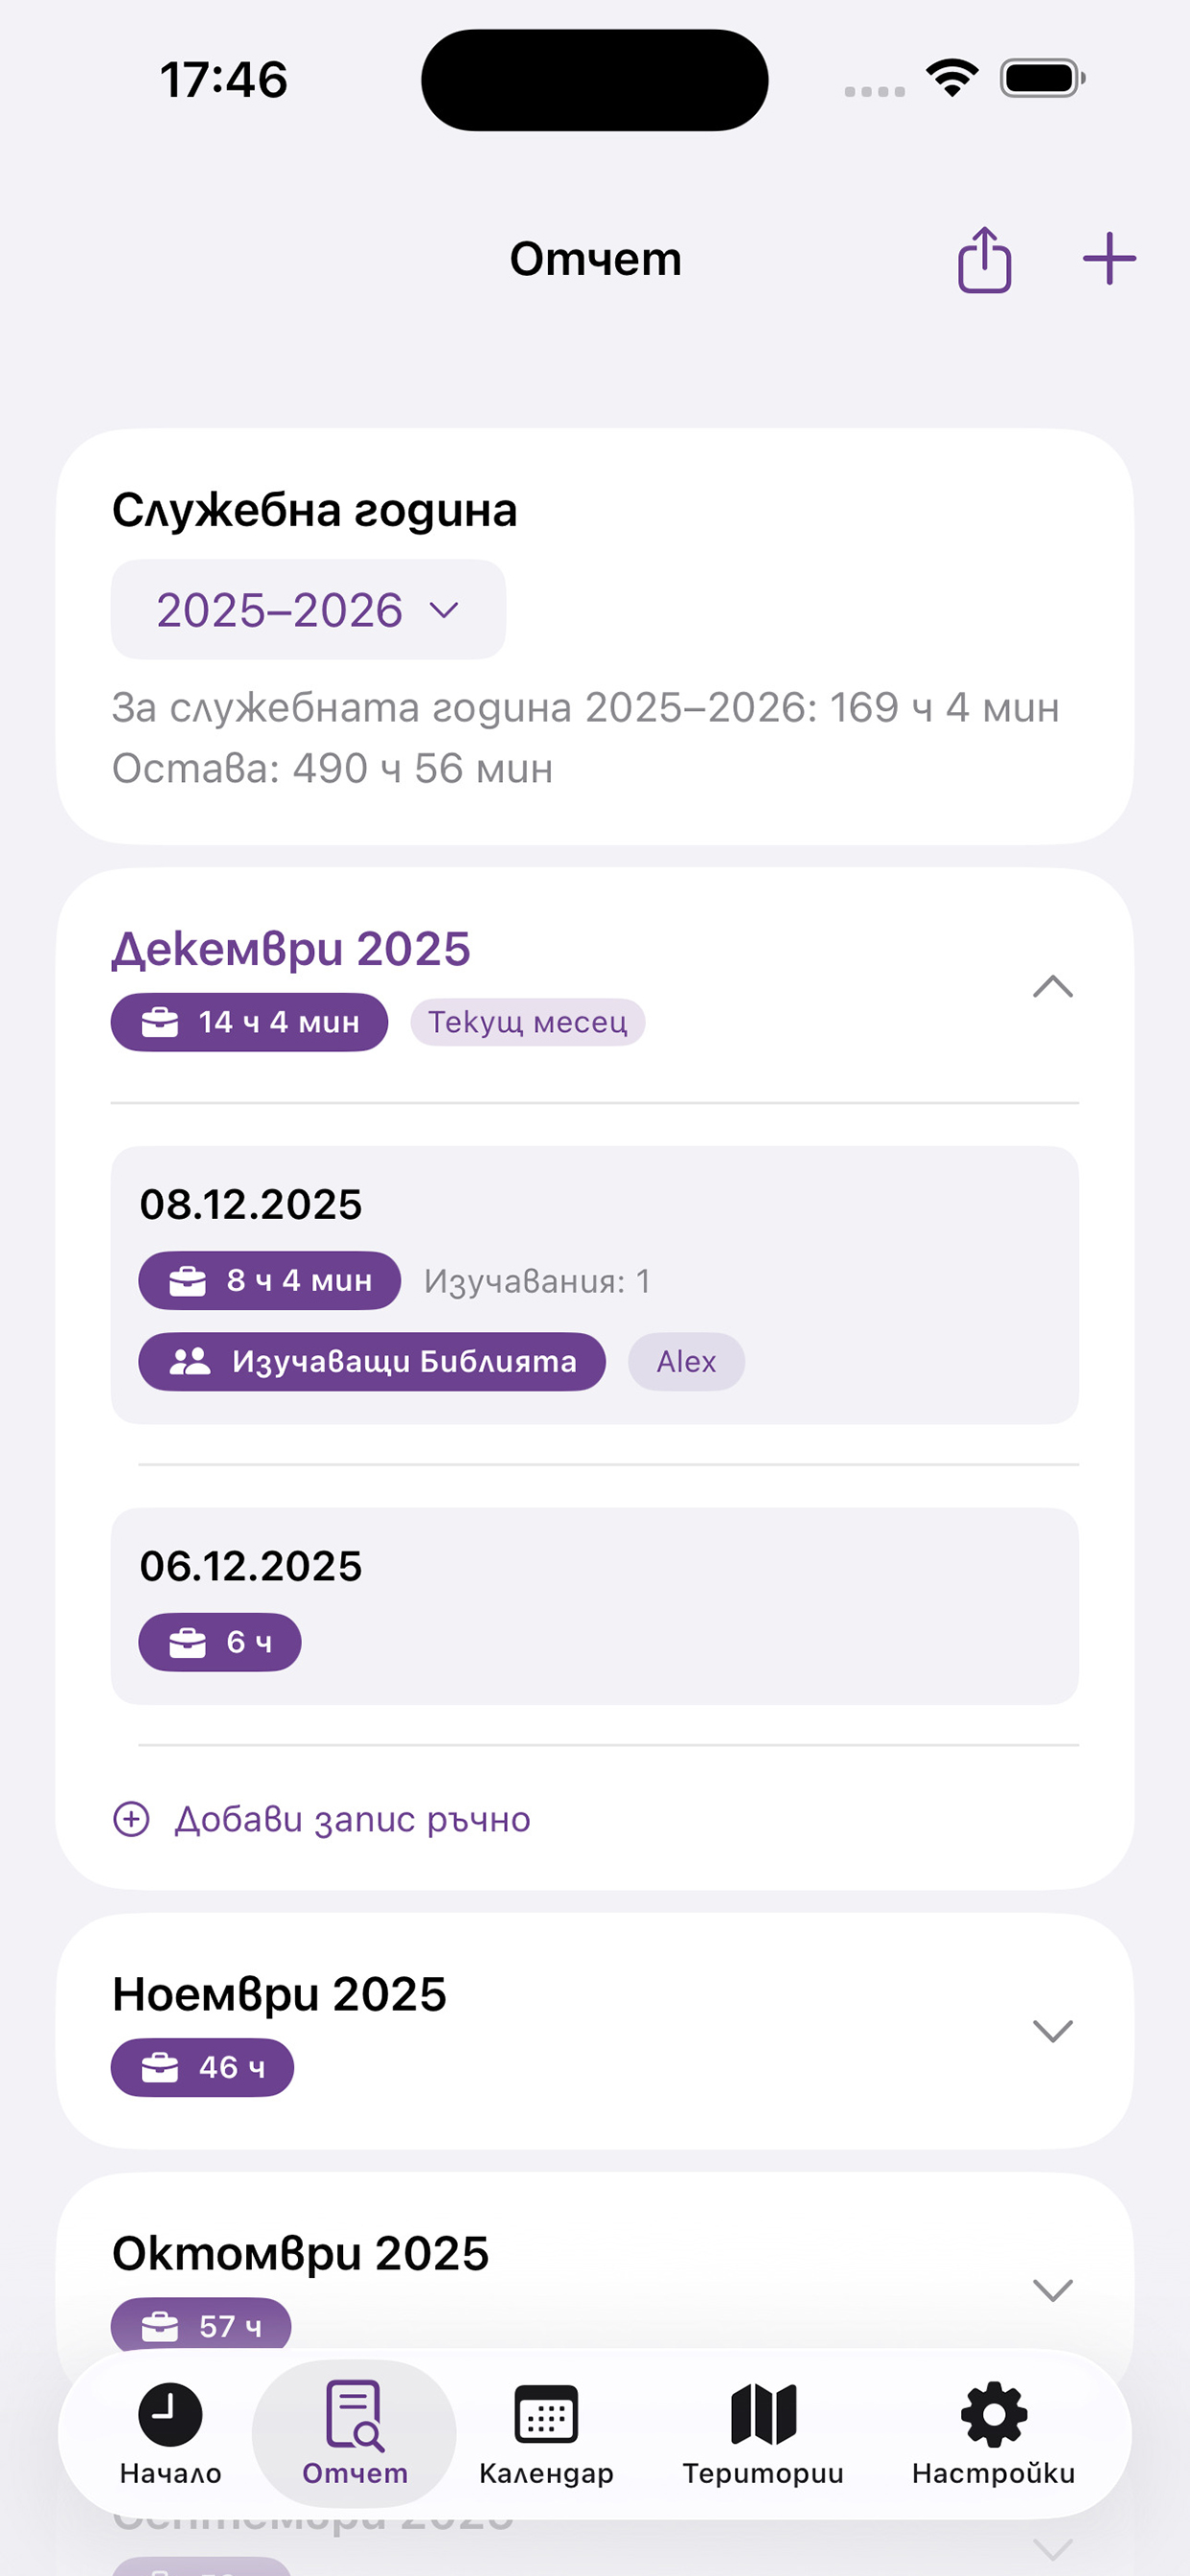 17:46
Отчет
Служебна година
2025–2026
За служебната година 2025–2026: 169 ч 4 мин
Остава: 490 ч 56 мин
Декември 2025
14 ч 4 мин Текущ месец
08.12.2025
8 ч 4 мин Изучавания: 1
Изучаващи Библията Alex
06.12.2025
6 ч
Добави запис ръчно
Ноември 2025
46 ч
Октомври 2025
57 ч
Начало Отчет Календар Територии Настройки
Септември 2025